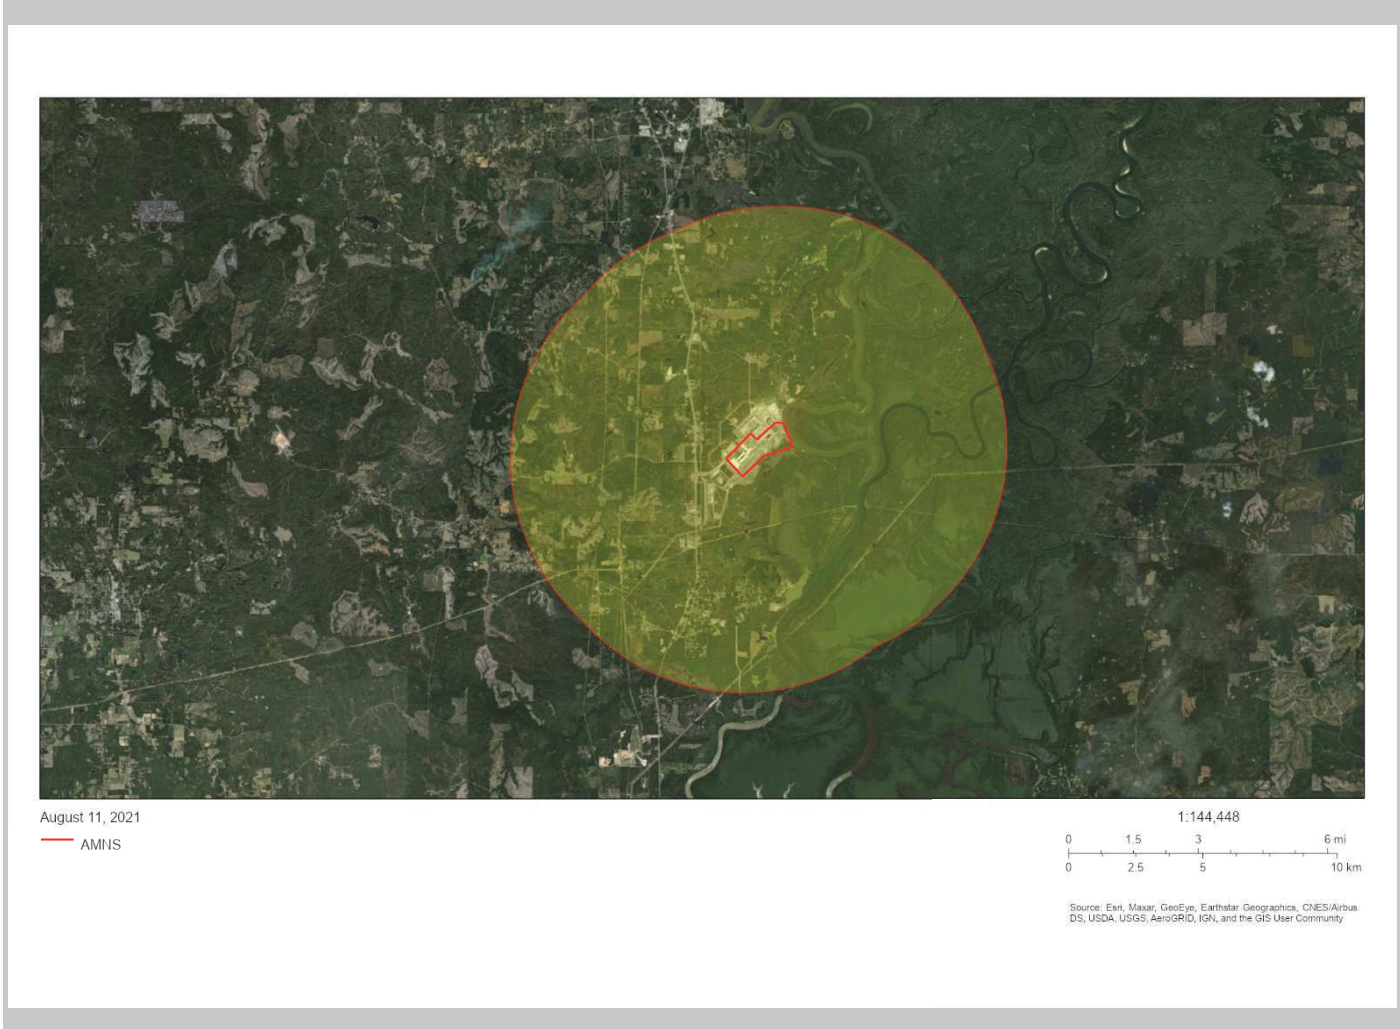 August 11, 2021
AMNS
1:144,448
0 1.5 3 6 mi
0 2.5 5 10 km
Source: Esri, Maxar, GeoEye, Earthstar Geographics, CNES/Airbus
DS, USDA, USGS, AeroGRID, IGN, and the GIS User Community